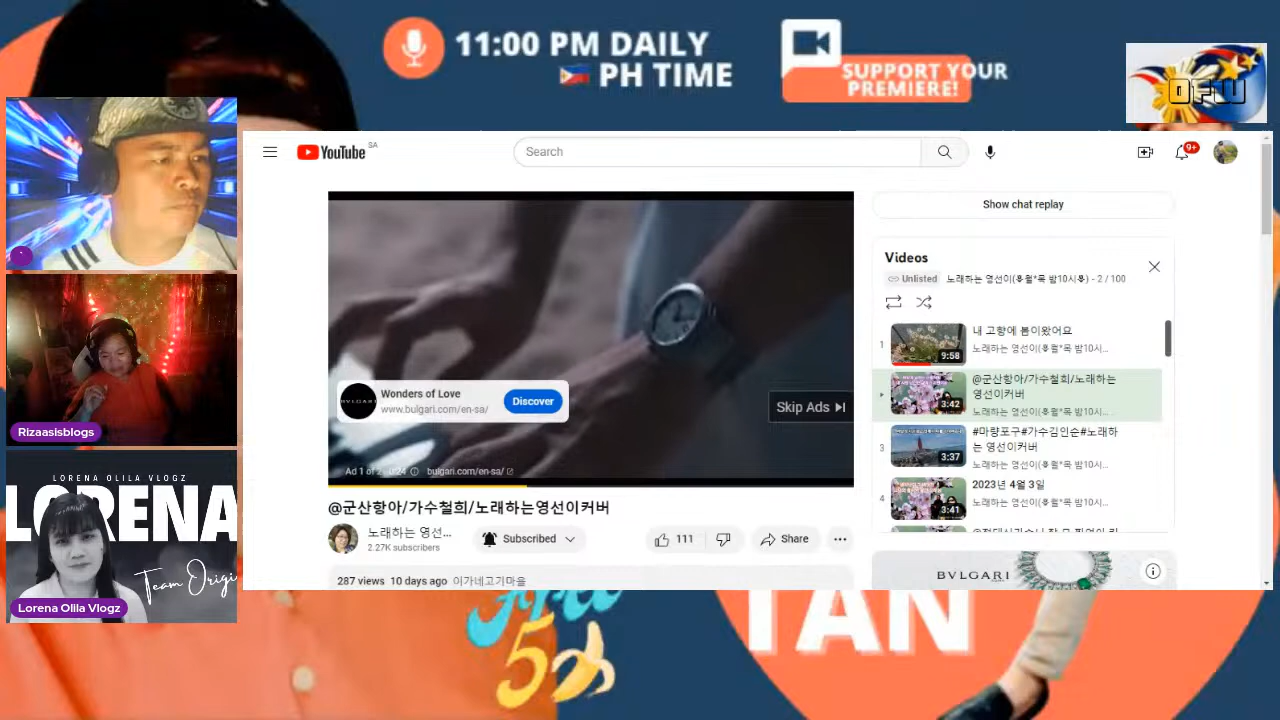 11:00 PM DAILY
PH TIME
SUPPORT YOUR
PREMIERE!
OFW
YouTube SA
Search
9+
Show chat replay
Videos
Unlisted
노래하는 영선이(🌷월*목 밤10시🌷) - 2 / 100
1
9:58
내 고향에 봄이왔어요
노래하는 영선이(🌷월*목 밤10시...
3:42
@군산항아/가수철희/노래하는
영선이커버
노래하는 영선이(🌷월*목 밤10시...
3
3:37
#마량포구#가수김인순#노래하
는 영선이커버
노래하는 영선이(🌷월*목 밤10시...
4
3:41
2023년 4월 3일
노래하는 영선이(🌷월*목 밤10시...
BVLGARI
Wonders of Love
www.bulgari.com/en-sa/
Discover
Skip Ads
Ad 1 of 2 · 0:24
bulgari.com/en-sa/
@군산항아/가수철희/노래하는영선이커버
노래하는 영선...
2.27K subscribers
Subscribed
111
Share
287 views 10 days ago 이가네고기마을
BVLGARI
Rizaasisblogs
LORENA OLILA VLOGZ
LORENA
Team Origi
Lorena Olila Vlogz
50
TAN